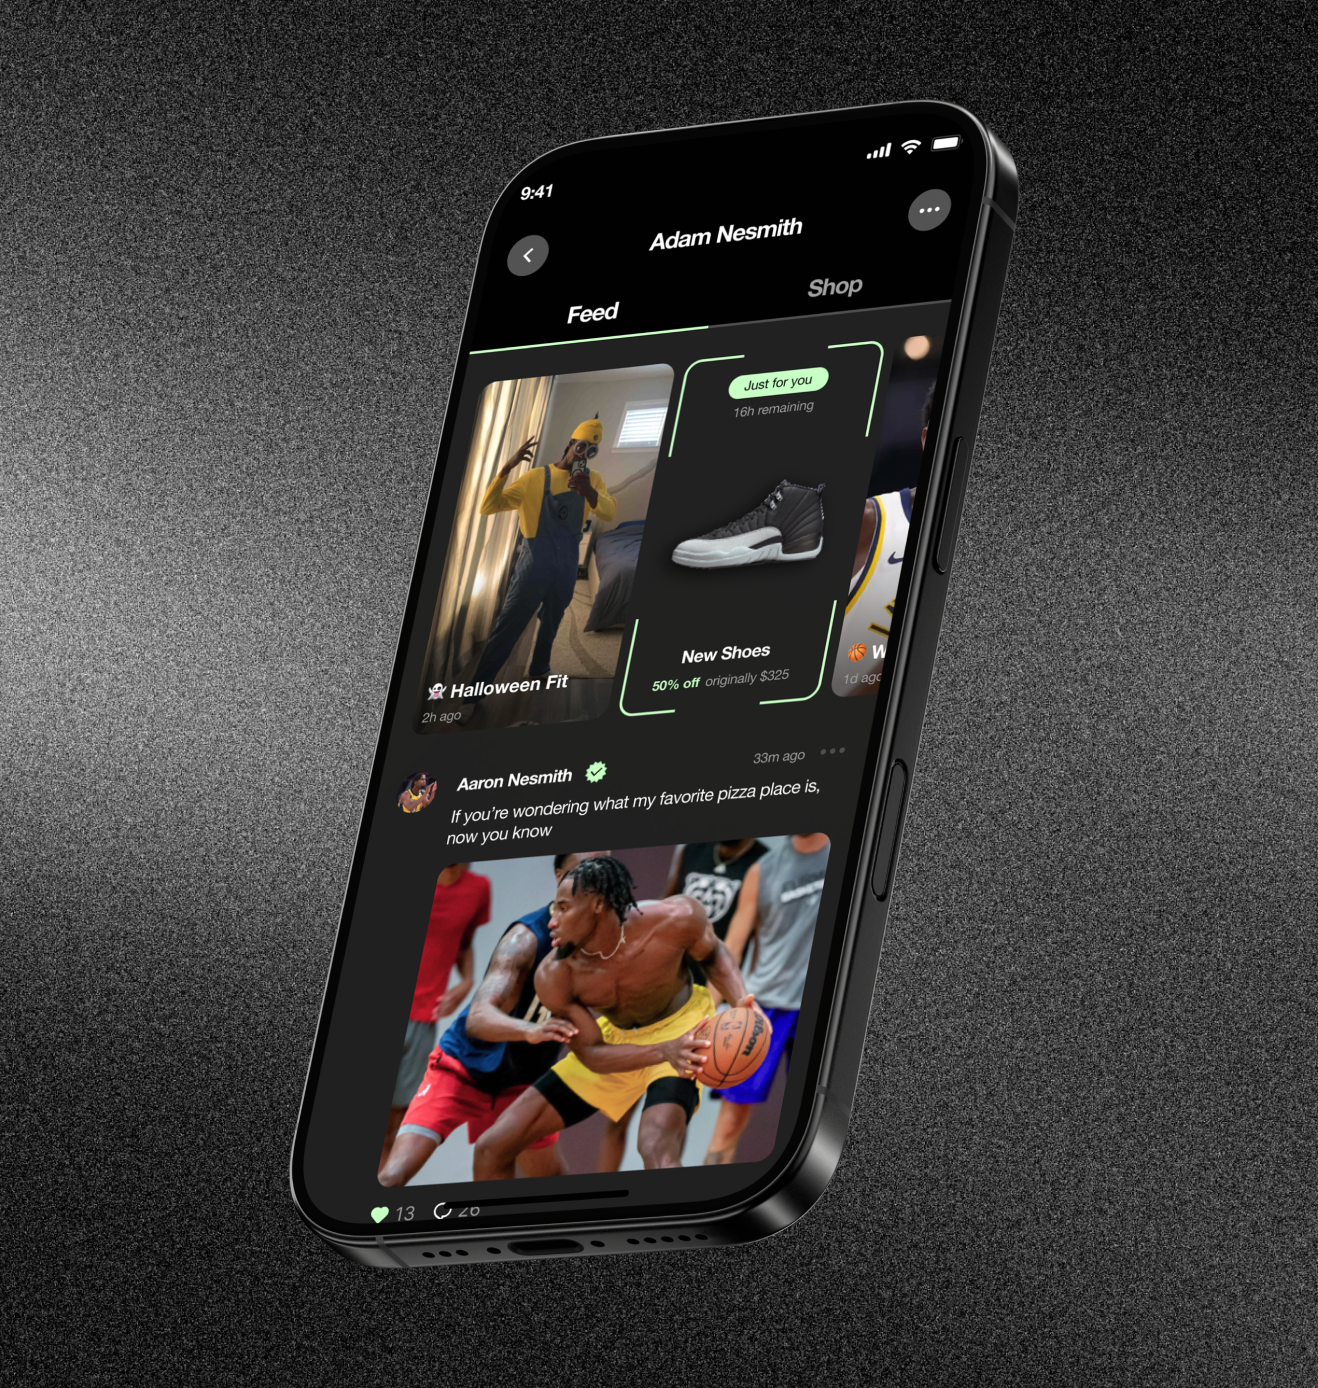 9:41
Adam Nesmith
Feed
Shop
Just for you
16h remaining
Halloween Fit
2h ago
New Shoes
50% off originally $325
W
1d ago
Aaron Nesmith
33m ago
If you're wondering what my favorite pizza place is,
now you know
Wilson
13
26